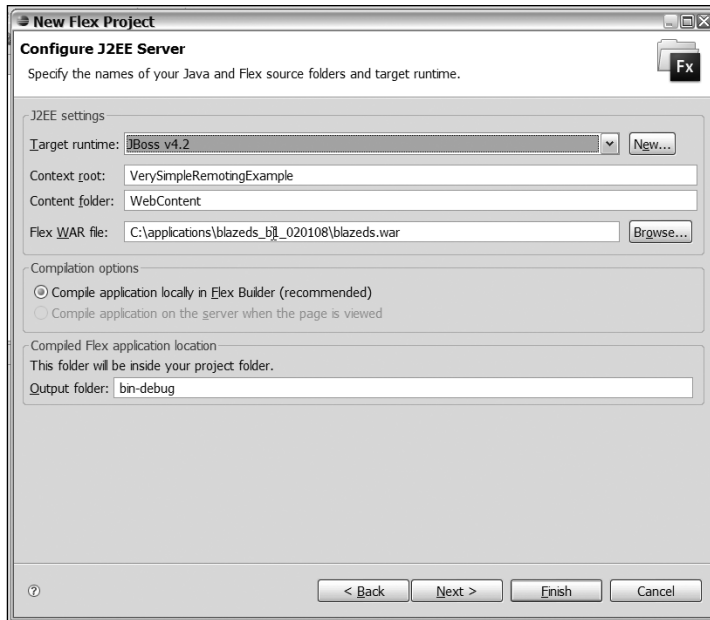 New Flex Project
Configure J2EE Server
Specify the names of your Java and Flex source folders and target runtime.
Fx
J2EE settings
Target runtime: JBoss v4.2 New...
Context root: VerySimpleRemotingExample
Content folder: WebContent
Flex WAR file: C:\applications\blazeds_b1_020108\blazeds.war Browse...
Compilation options
Compile application locally in Flex Builder (recommended)
Compile application on the server when the page is viewed
Compiled Flex application location
This folder will be inside your project folder.
Output folder: bin-debug
? < Back Next > Finish Cancel